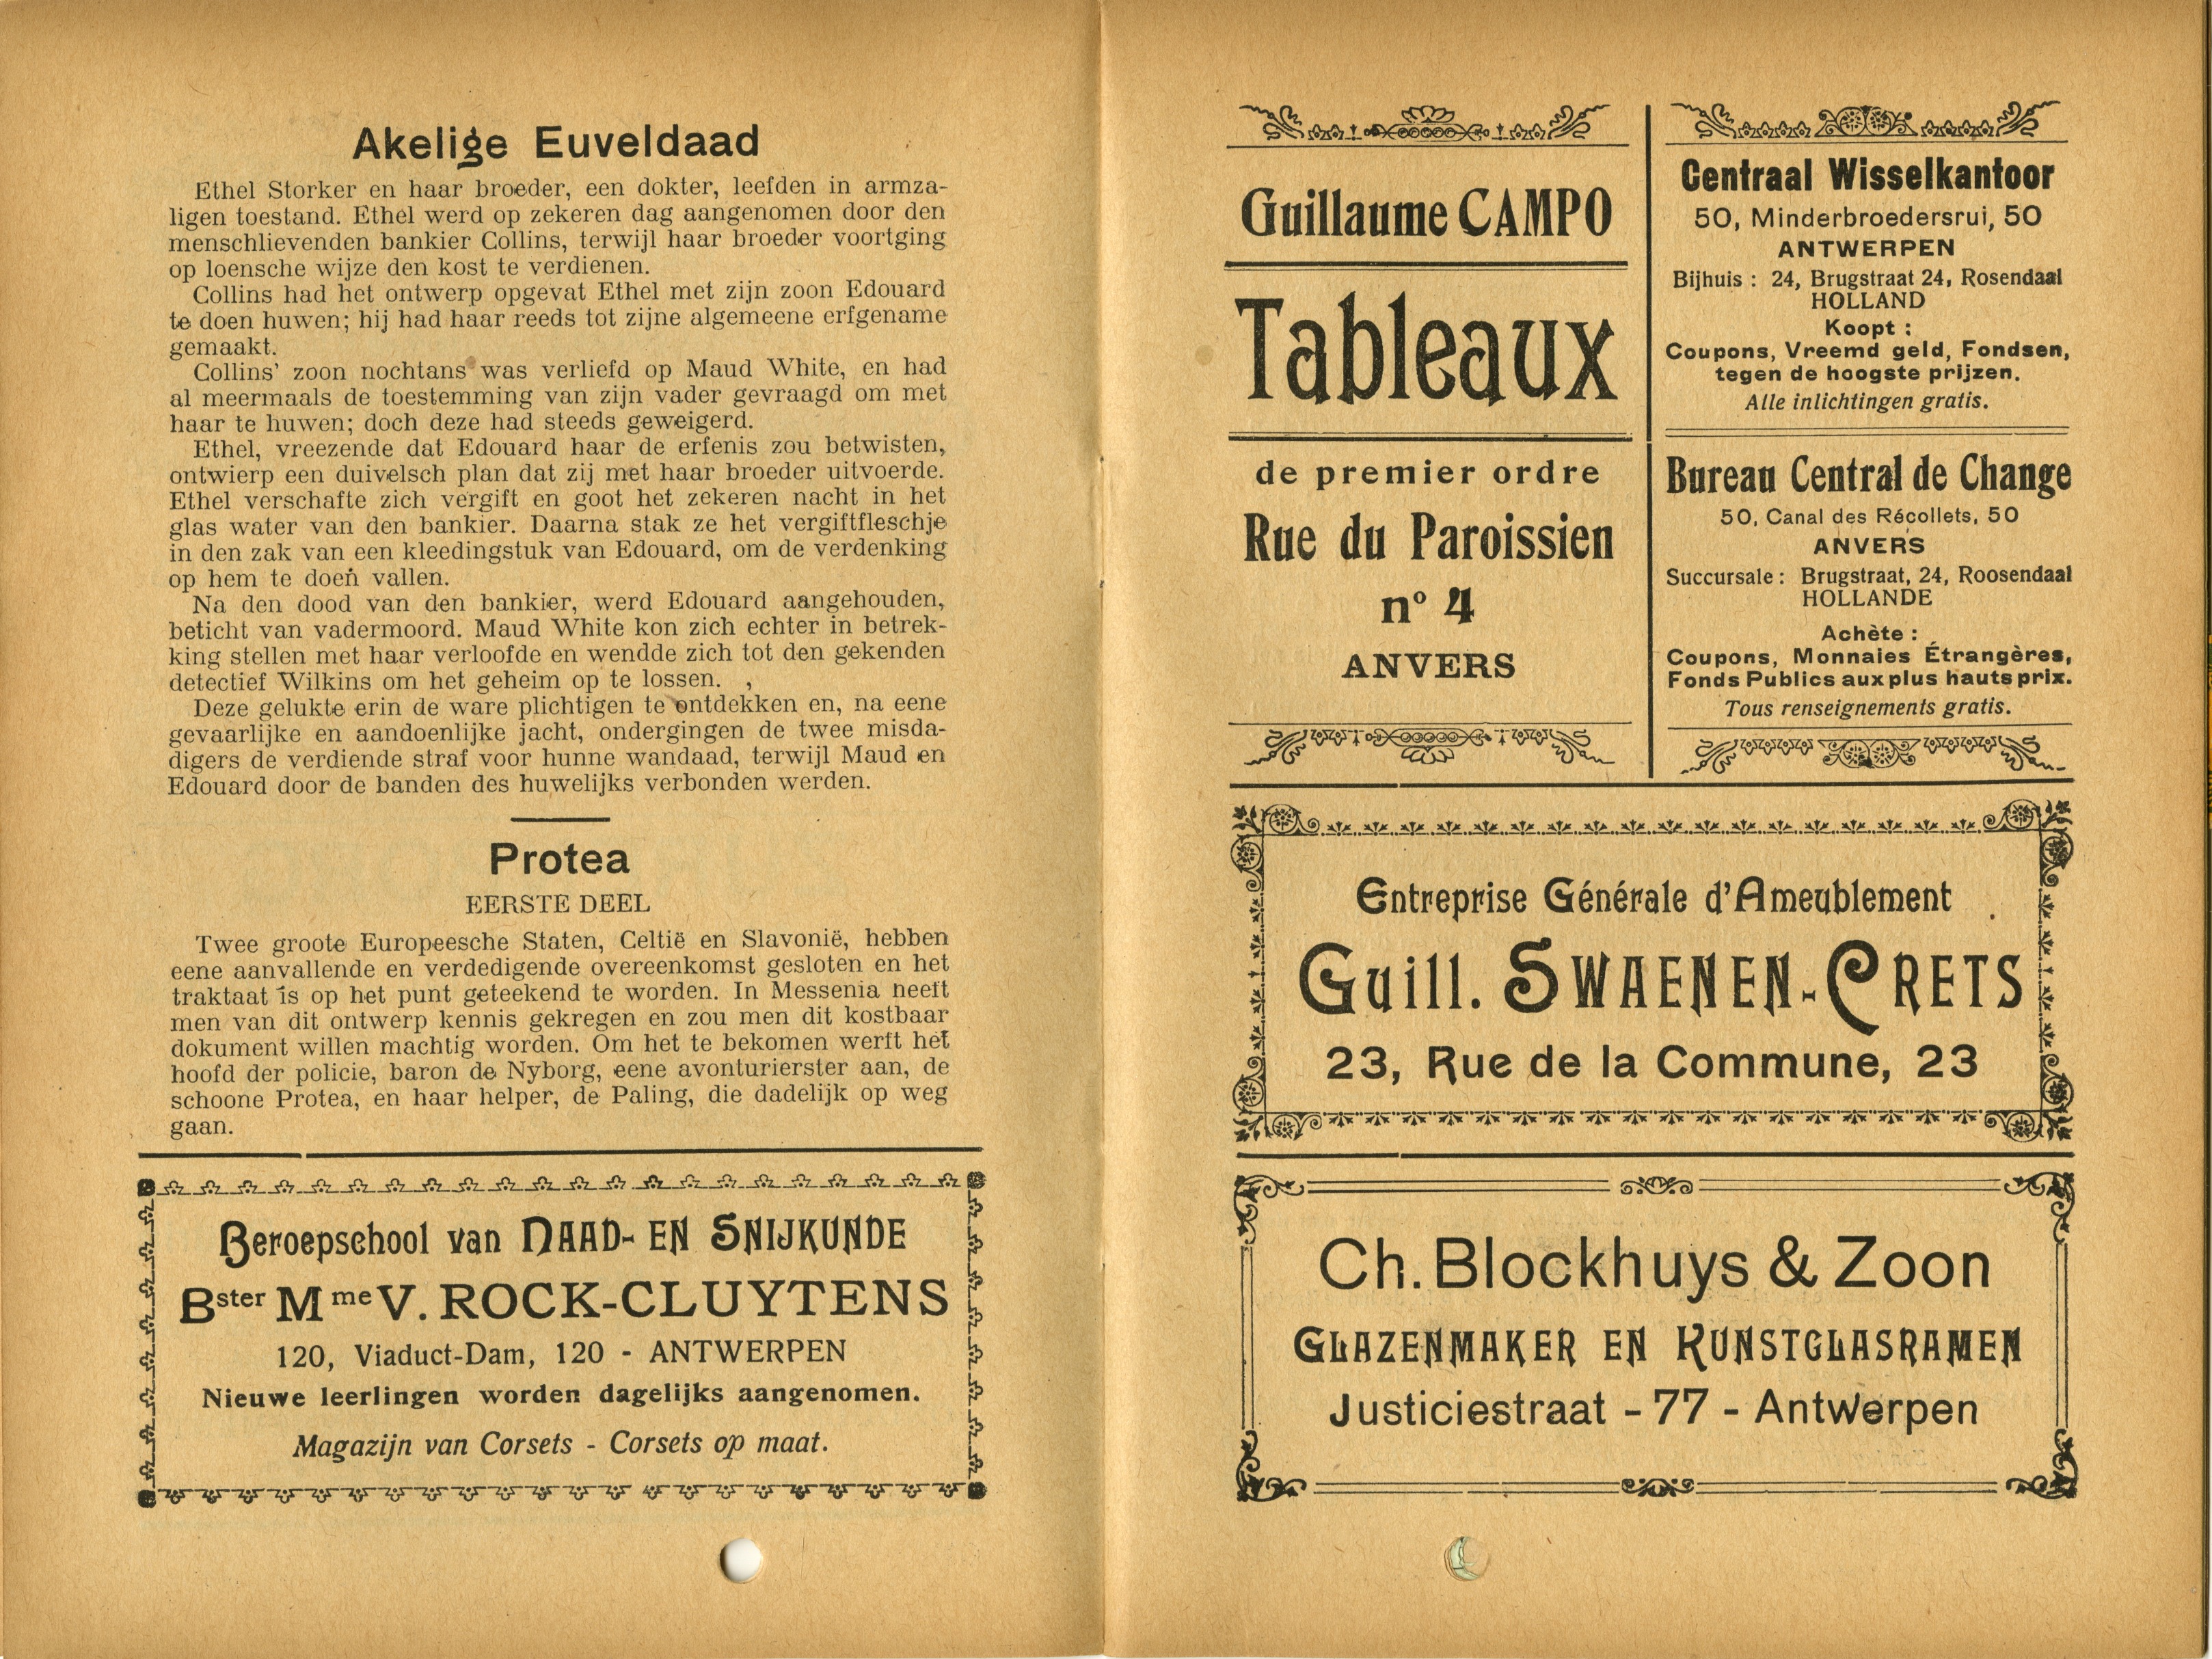 Akelige Euveldaad
Ethel Storker en haar broeder, een dokter, leefden in armza-
ligen toestand. Ethel werd op zekeren dag aangenomen door den
menschlievenden bankier Collins, terwijl haar broeder voortging
op loensche wijze den kost te verdienen.
Collins had het ontwerp opgevat Ethel met zijn zoon Edouard
te doen huwen; hij had haar reeds tot zijne algemeene erfgename
gemaakt.
Collins' zoon nochtans was verliefd op Maud White, en had
al meermaals de toestemming van zijn vader gevraagd om met
haar te huwen; doch deze had steeds geweigerd.
Ethel, vreezende dat Edouard haar de erfenis zou betwisten,
ontwierp een duivelsch plan dat zij met haar broeder uitvoerde.
Ethel verschafte zich vergift en goot het zekeren nacht in het
glas water van den bankier. Daarna stak ze het vergiftfleschje
in den zak van een kleedingstuk van Edouard, om de verdenking
op hem te doen vallen.
Na den dood van den bankier, werd Edouard aangehouden,
beticht van vadermoord. Maud White kon zich echter in betrek-
king stellen met haar verloofde en wendde zich tot den gekenden
detectief Wilkins om het geheim op te lossen. ,
Deze gelukte erin de ware plichtigen te ontdekken en, na eene
gevaarlijke en aandoenlijke jacht, ondergingen de twee misda-
digers de verdiende straf voor hunne wandaad, terwijl Maud en
Edouard door de banden des huwelijks verbonden werden.
Protea
EERSTE DEEL
Twee groote Europeesche Staten, Celtië en Slavonië, hebben
eene aanvallende en verdedigende overeenkomst gesloten en het
traktaat is op het punt geteekend te worden. In Messenia heeft
men van dit ontwerp kennis gekregen en zou men dit kostbaar
dokument willen machtig worden. Om het te bekomen werft het
hoofd der policie, baron de Nyborg, eene avonturierster aan, de
schoone Protea, en haar helper, de Paling, die dadelijk op weg
gaan.
Beroepschool van NAAD- EN SNIJKUNDE
Bster Mme V. ROCK-CLUYTENS
120, Viaduct-Dam, 120 - ANTWERPEN
Nieuwe leerlingen worden dagelijks aangenomen.
Magazijn van Corsets - Corsets op maat.
Guillaume CAMPO
Tableaux
de premier ordre
Rue du Paroissien
nº 4
ANVERS
Centraal Wisselkantoor
50, Minderbroedersrui, 50
ANTWERPEN
Bijhuis : 24, Brugstraat 24, Rosendaal
HOLLAND
Koopt :
Coupons, Vreemd geld, Fondsen,
tegen de hoogste prijzen.
Alle inlichtingen gratis.
Bureau Central de Change
50, Canal des Récollets, 50
ANVERS
Succursale : Brugstraat, 24, Roosendaal
HOLLANDE
Achète :
Coupons, Monnaies Étrangères,
Fonds Publics aux plus hauts prix.
Tous renseignements gratis.
Entreprise Générale d'Ameublement
Guill. SWAENEN-CRETS
23, Rue de la Commune, 23
Ch. Blockhuys & Zoon
GLAZENMAKER EN KUNSTGLASRAMEN
Justiciestraat - 77 - Antwerpen